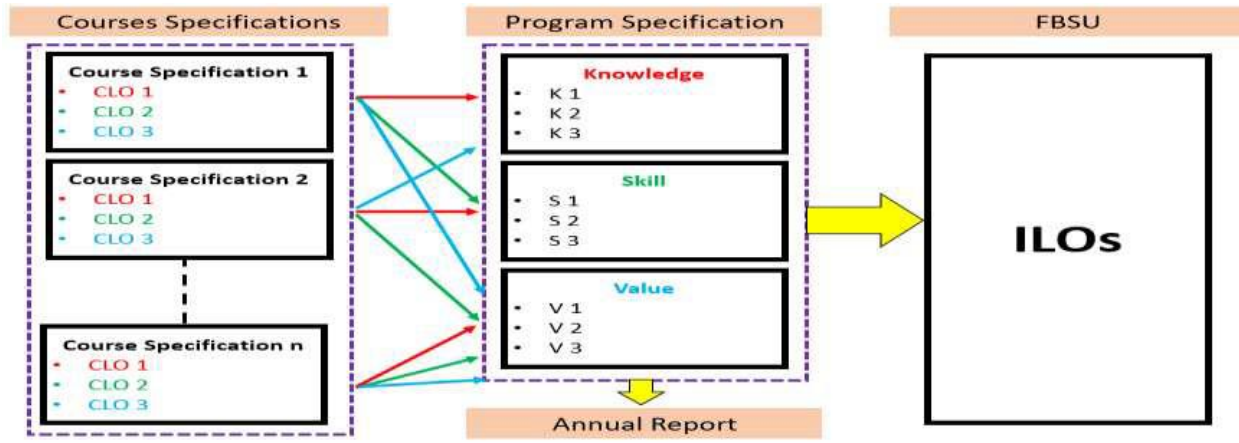 Courses Specifications
Course Specification 1
• CLO 1
• CLO 2
• CLO 3
Course Specification 2
• CLO 1
• CLO 2
• CLO 3
Course Specification n
• CLO 1
• CLO 2
• CLO 3
Program Specification
Knowledge
• K 1
• K 2
• K 3
Skill
• S 1
• S 2
• S 3
Value
• V 1
• V 2
• V 3
Annual Report
FBSU
ILOs